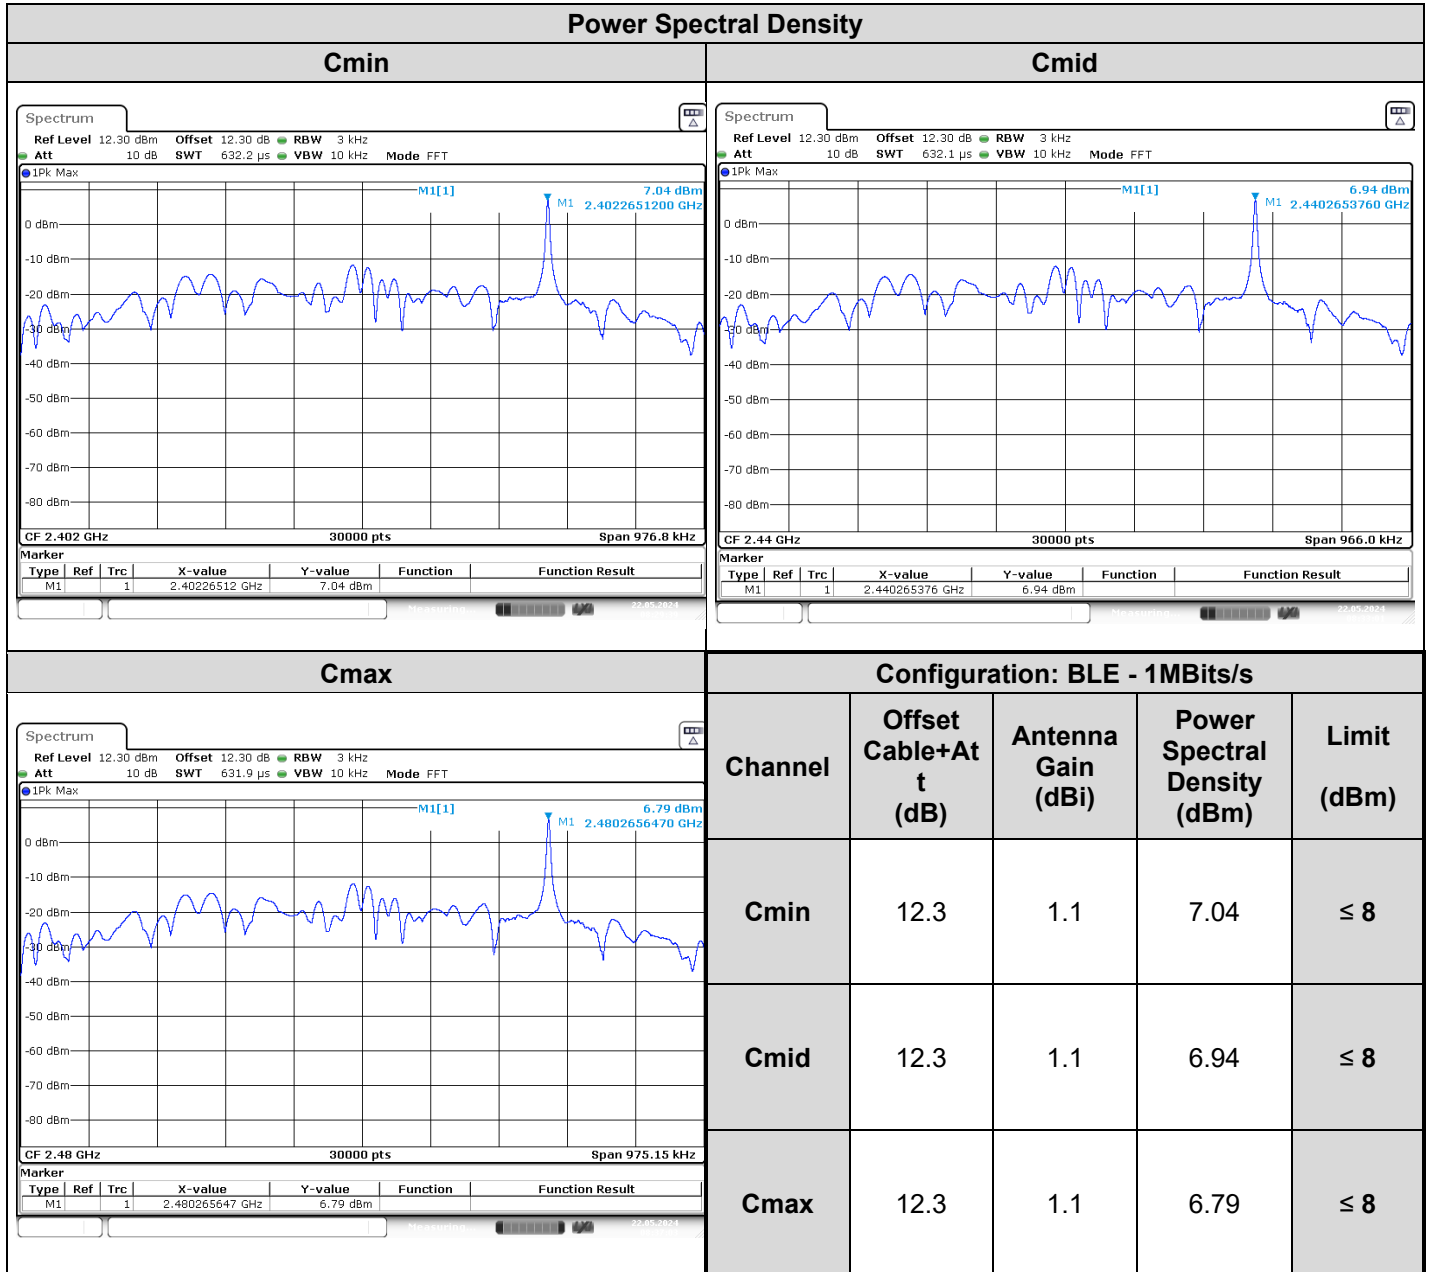 Power Spectral Density
Cmin
Cmid
Spectrum
Ref Level 12.30 dBm Offset 12.30 dB RBW 3 kHz
Att 10 dB SWT 632.2 µs VBW 10 kHz Mode FFT
1Pk Max
M1[1] 7.04 dBm
M1 2.4022651200 GHz
0 dBm
-10 dBm
-20 dBm
-30 dBm
-40 dBm
-50 dBm
-60 dBm
-70 dBm
-80 dBm
CF 2.402 GHz 30000 pts Span 976.8 kHz
Marker
Type Ref Trc X-value Y-value Function Function Result
M1 1 2.40226512 GHz 7.04 dBm
Measuring... 22.05.2024
Spectrum
Ref Level 12.30 dBm Offset 12.30 dB RBW 3 kHz
Att 10 dB SWT 632.1 µs VBW 10 kHz Mode FFT
1Pk Max
M1[1] 6.94 dBm
M1 2.4402653760 GHz
0 dBm
-10 dBm
-20 dBm
-30 dBm
-40 dBm
-50 dBm
-60 dBm
-70 dBm
-80 dBm
CF 2.44 GHz 30000 pts Span 966.0 kHz
Marker
Type Ref Trc X-value Y-value Function Function Result
M1 1 2.440265376 GHz 6.94 dBm
Measuring... 22.05.2024
Cmax
Spectrum
Ref Level 12.30 dBm Offset 12.30 dB RBW 3 kHz
Att 10 dB SWT 631.9 µs VBW 10 kHz Mode FFT
1Pk Max
M1[1] 6.79 dBm
M1 2.4802656470 GHz
0 dBm
-10 dBm
-20 dBm
-30 dBm
-40 dBm
-50 dBm
-60 dBm
-70 dBm
-80 dBm
CF 2.48 GHz 30000 pts Span 975.15 kHz
Marker
Type Ref Trc X-value Y-value Function Function Result
M1 1 2.480265647 GHz 6.79 dBm
Measuring... 22.05.2024
Configuration: BLE - 1MBits/s
Channel
Offset
Cable+At
t
(dB)
Antenna
Gain
(dBi)
Power
Spectral
Density
(dBm)
Limit
(dBm)
Cmin 12.3 1.1 7.04 ≤ 8
Cmid 12.3 1.1 6.94 ≤ 8
Cmax 12.3 1.1 6.79 ≤ 8